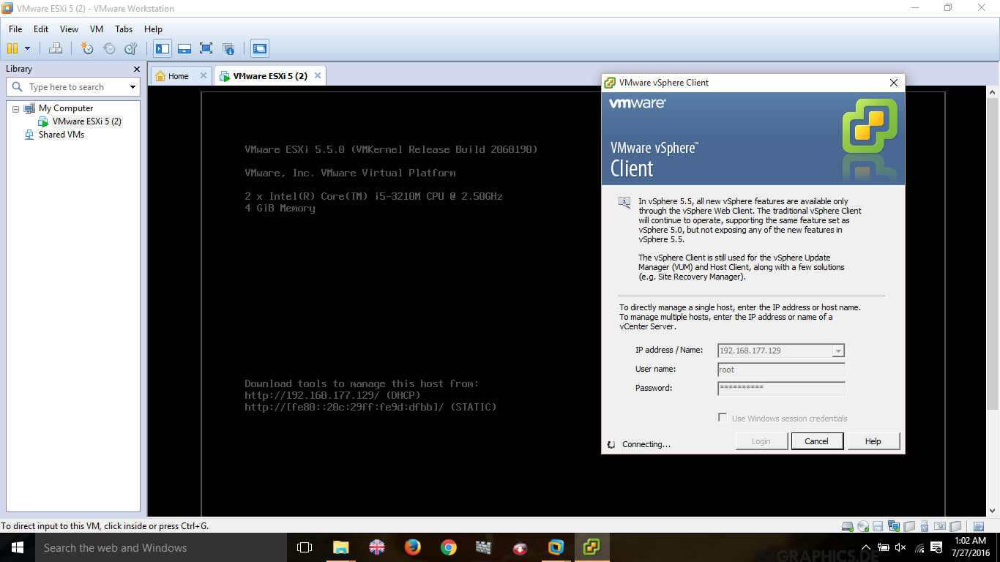 VMware ESXi 5 (2) - VMware Workstation
File Edit View VM Tabs Help
Library
Type here to search
My Computer
VMware ESXi 5 (2)
Shared VMs
Home
VMware ESXi 5 (2)
VMware ESXi 5.5.0 (VMKernel Release Build 2068190)
VMware, Inc. VMware Virtual Platform
2 x Intel(R) Core(TM) i5-3210M CPU @ 2.50GHz
4 GiB Memory
Download tools to manage this host from:
http://192.168.177.129/ (DHCP)
http://[fe80::20c:29ff:fe9d:dfbb]/ (STATIC)
VMware vSphere Client
vmware®
VMware vSphere™
Client
In vSphere 5.5, all new vSphere features are available only
through the vSphere Web Client. The traditional vSphere Client
will continue to operate, supporting the same feature set as
vSphere 5.0, but not exposing any of the new features in
vSphere 5.5.
The vSphere Client is still used for the vSphere Update
Manager (VUM) and Host Client, along with a few solutions
(e.g. Site Recovery Manager).
To directly manage a single host, enter the IP address or host name.
To manage multiple hosts, enter the IP address or name of a
vCenter Server.
IP address / Name: 192.168.177.129
User name: root
Password: **********
Use Windows session credentials
Connecting... Login Cancel Help
To direct input to this VM, click inside or press Ctrl+G.
Search the web and Windows
1:02 AM
7/27/2016